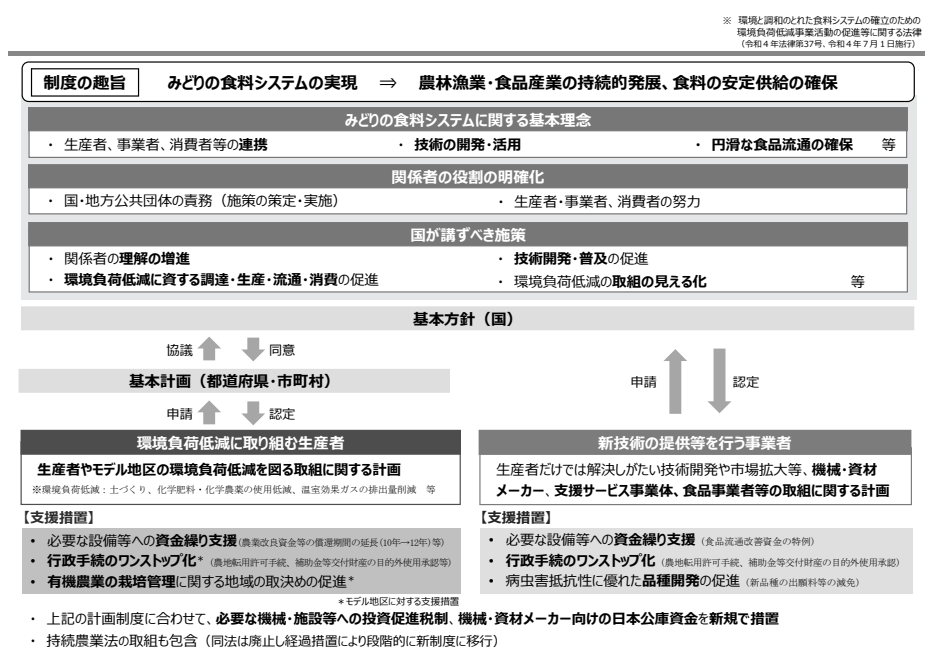 ※ 環境と調和のとれた食料システムの確立のための
環境負荷低減事業活動の促進等に関する法律
（令和４年法律第37号、令和４年７月１日施行）
制度の趣旨　みどりの食料システムの実現　⇒　農林漁業・食品産業の持続的発展、食料の安定供給の確保
みどりの食料システムに関する基本理念
・ 生産者、事業者、消費者等の連携　・ 技術の開発・活用　・ 円滑な食品流通の確保　等
関係者の役割の明確化
・ 国・地方公共団体の責務（施策の策定・実施）　・ 生産者・事業者、消費者の努力
国が講ずべき施策
・ 関係者の理解の増進　・ 技術開発・普及の促進
・ 環境負荷低減に資する調達・生産・流通・消費の促進　・ 環境負荷低減の取組の見える化　等
基本方針（国）
協議　同意
基本計画（都道府県・市町村）
申請　認定
環境負荷低減に取り組む生産者
生産者やモデル地区の環境負荷低減を図る取組に関する計画
※環境負荷低減：土づくり、化学肥料・化学農薬の使用低減、温室効果ガスの排出量削減　等
【支援措置】
・ 必要な設備等への資金繰り支援(農業改良資金等の償還期間の延長(10年→12年)等)
・ 行政手続のワンストップ化*（農地転用許可手続、補助金等交付財産の目的外使用承認等）
・ 有機農業の栽培管理に関する地域の取決めの促進*
*モデル地区に対する支援措置
申請　認定
新技術の提供等を行う事業者
生産者だけでは解決しがたい技術開発や市場拡大等、機械・資材
メーカー、支援サービス事業体、食品事業者等の取組に関する計画
【支援措置】
・ 必要な設備等への資金繰り支援（食品流通改善資金の特例）
・ 行政手続のワンストップ化（農地転用許可手続、補助金等交付財産の目的外使用承認）
・ 病虫害抵抗性に優れた品種開発の促進（新品種の出願料等の減免）
・ 上記の計画制度に合わせて、必要な機械・施設等への投資促進税制、機械・資材メーカー向けの日本公庫資金を新規で措置
・ 持続農業法の取組も包含（同法は廃止し経過措置により段階的に新制度に移行）